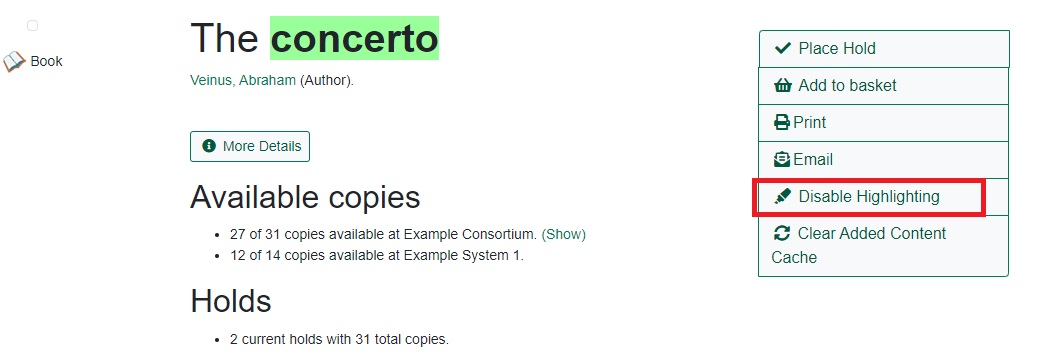 Book
The concerto
Veinus, Abraham (Author).
More Details
Available copies
27 of 31 copies available at Example Consortium. (Show)
12 of 14 copies available at Example System 1.
Holds
2 current holds with 31 total copies.
Place Hold
Add to basket
Print
Email
Disable Highlighting
Clear Added Content
Cache